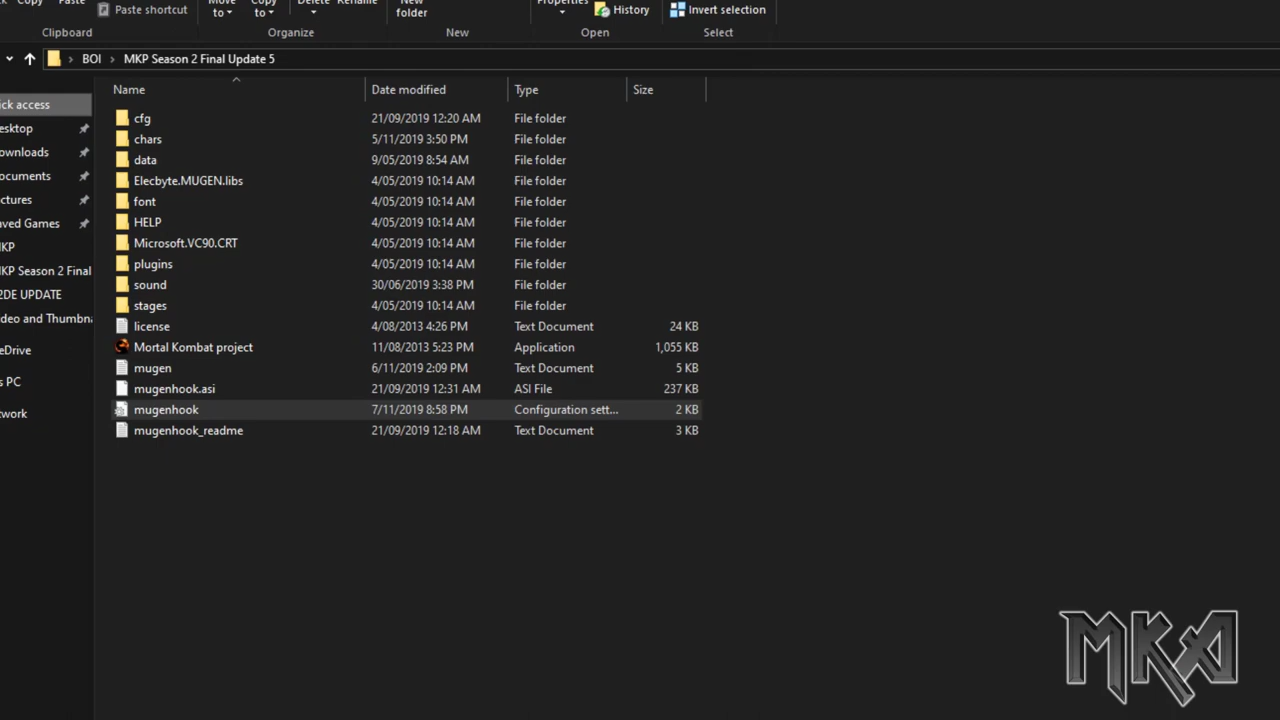 Copy Paste Paste shortcut Move to Copy to Delete Rename New folder Properties History Invert selection
Clipboard Organize New Open Select
BOI > MKP Season 2 Final Update 5
Name Date modified Type Size
ick access
esktop
ownloads
ocuments
ctures
aved Games
MKP
MKP Season 2 Final
2DE UPDATE
deo and Thumbna
eDrive
s PC
twork
cfg 21/09/2019 12:20 AM File folder
chars 5/11/2019 3:50 PM File folder
data 9/05/2019 8:54 AM File folder
Elecbyte.MUGEN.libs 4/05/2019 10:14 AM File folder
font 4/05/2019 10:14 AM File folder
HELP 4/05/2019 10:14 AM File folder
Microsoft.VC90.CRT 4/05/2019 10:14 AM File folder
plugins 4/05/2019 10:14 AM File folder
sound 30/06/2019 3:38 PM File folder
stages 4/05/2019 10:14 AM File folder
license 4/08/2013 4:26 PM Text Document 24 KB
Mortal Kombat project 11/08/2013 5:23 PM Application 1,055 KB
mugen 6/11/2019 2:09 PM Text Document 5 KB
mugenhook.asi 21/09/2019 12:31 AM ASI File 237 KB
mugenhook 7/11/2019 8:58 PM Configuration sett... 2 KB
mugenhook_readme 21/09/2019 12:18 AM Text Document 3 KB
MKA